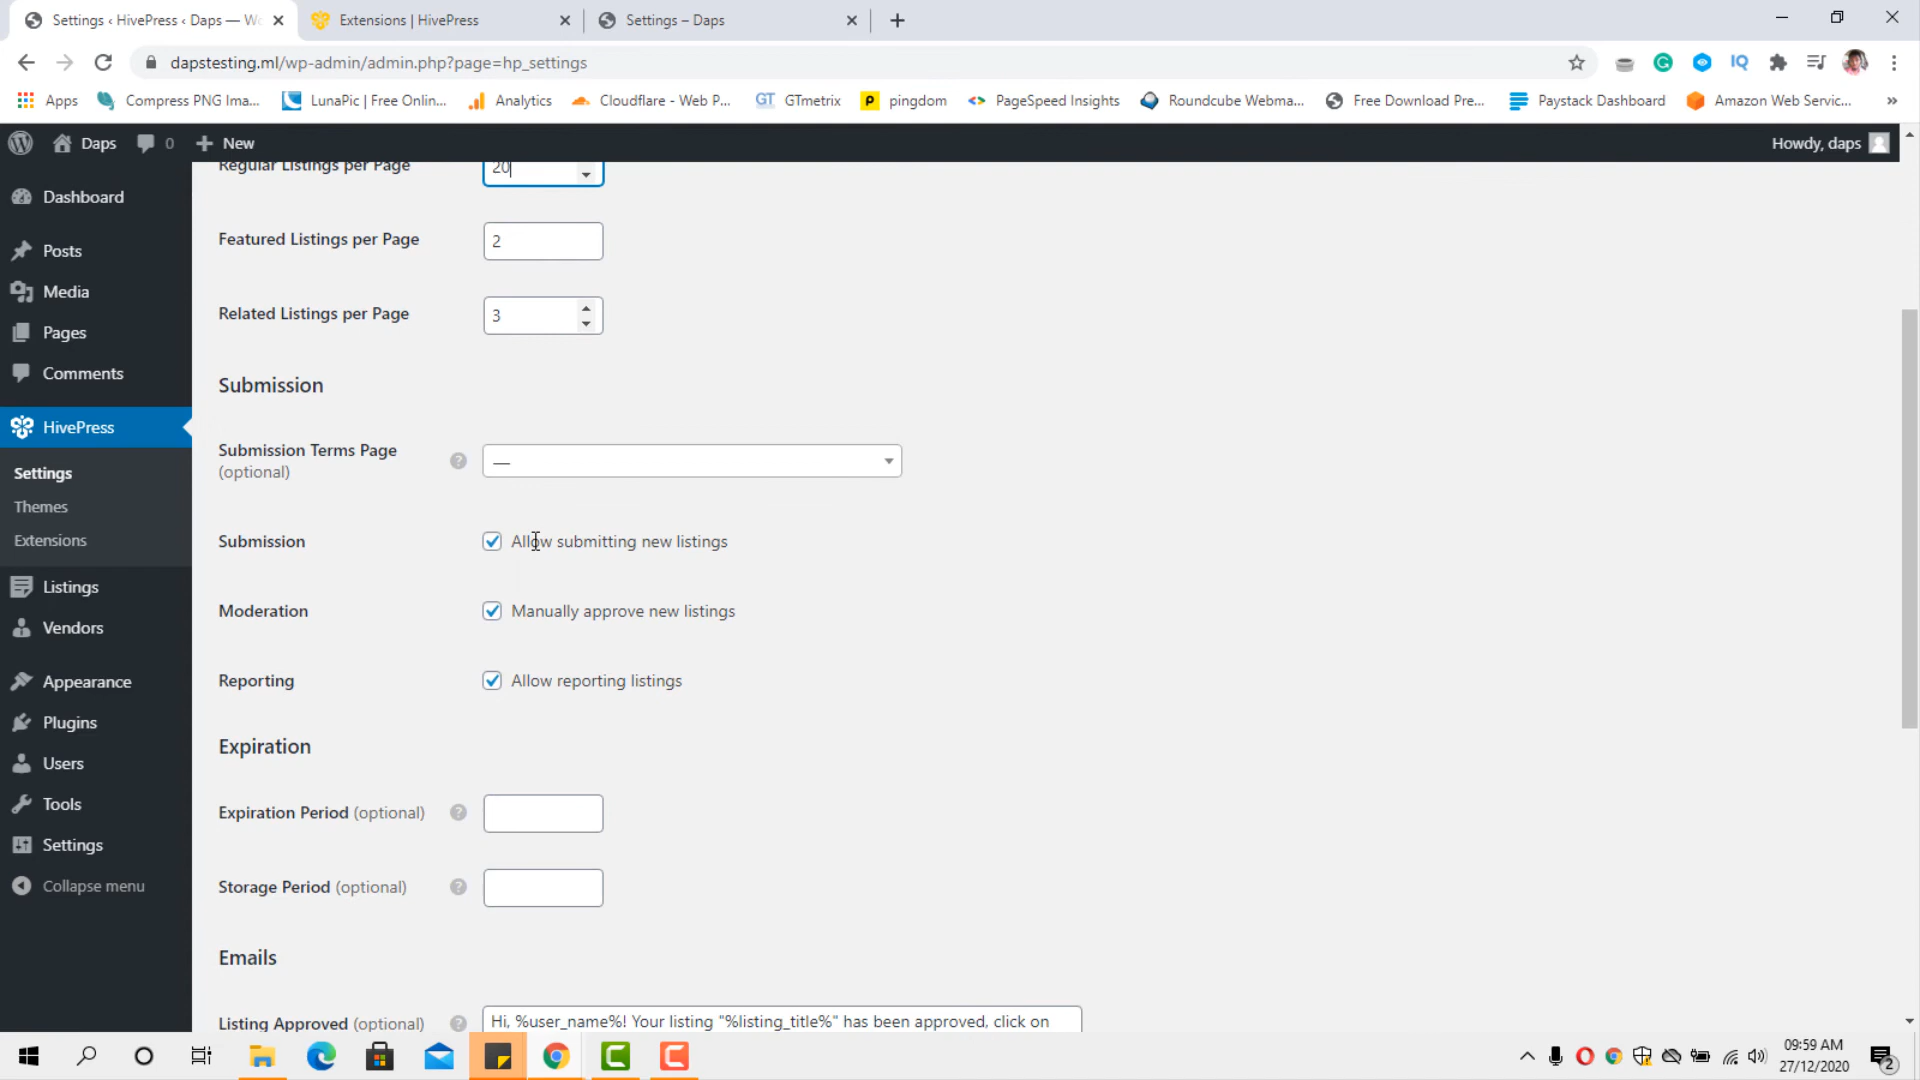 Settings ‹ HivePress ‹ Daps — Wo
Extensions | HivePress
Settings – Daps
dapstesting.ml/wp-admin/admin.php?page=hp_settings
Apps
Compress PNG Ima...
LunaPic | Free Onlin...
Analytics
Cloudflare - Web P...
GTmetrix
pingdom
PageSpeed Insights
Roundcube Webma...
Free Download Pre...
Paystack Dashboard
Amazon Web Servic...
Daps
0
New
Howdy, daps
Dashboard
Posts
Media
Pages
Comments
HivePress
Settings
Themes
Extensions
Listings
Vendors
Appearance
Plugins
Users
Tools
Settings
Collapse menu
Regular Listings per Page
20
Featured Listings per Page
2
Related Listings per Page
3
Submission
Submission Terms Page
(optional)
—
Submission
Allow submitting new listings
Moderation
Manually approve new listings
Reporting
Allow reporting listings
Expiration
Expiration Period (optional)
Storage Period (optional)
Emails
Listing Approved (optional)
Hi, %user_name%! Your listing "%listing_title%" has been approved, click on
09:59 AM
27/12/2020
2